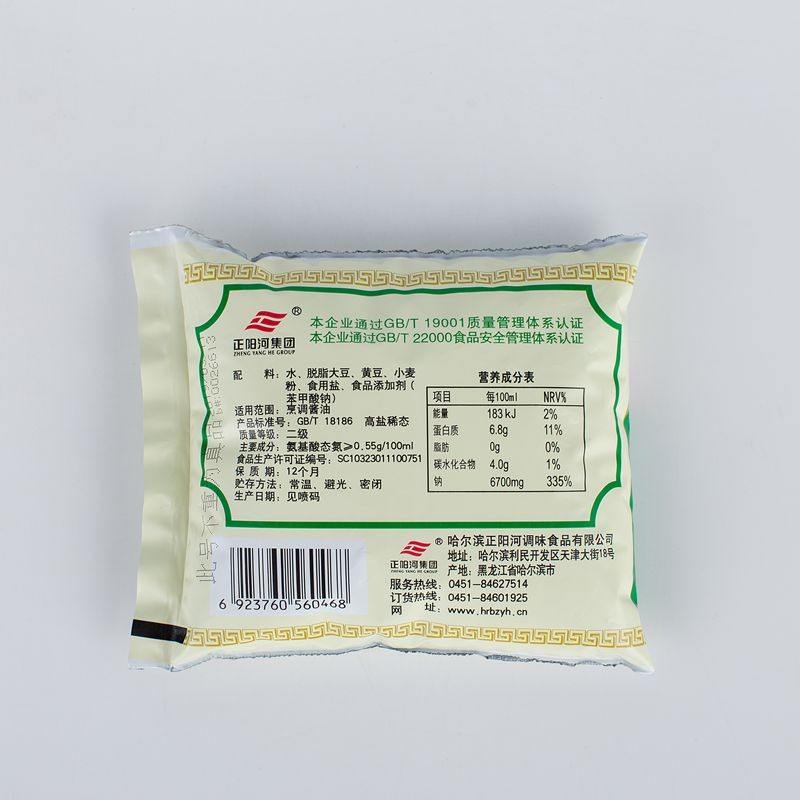 正阳河集团®
ZHENG YANG HE GROUP
本企业通过GB/T 19001质量管理体系认证
本企业通过GB/T 22000食品安全管理体系认证
配 料：水、脱脂大豆、黄豆、小麦
粉、食用盐、食品添加剂（
苯甲酸钠）
适用范围：烹调酱油
产品标准号：GB/T 18186 高盐稀态
质量等级：二级
主要成分：氨基酸态氮≥0.55g/100ml
食品生产许可证编号：SC10323011100751
保 质 期：12个月
贮存方法：常温、避光、密闭
生产日期：见喷码
营养成分表
项目 每100ml NRV%
能量 183 kJ 2%
蛋白质 6.8g 11%
脂肪 0g 0%
碳水化合物 4.0g 1%
钠 6700mg 335%
此号不重为真品
6 923760 560468
正阳河集团®
ZHENG YANG HE GROUP
哈尔滨正阳河调味食品有限公司
地址：哈尔滨利民开发区天津大街18号
产地：黑龙江省哈尔滨市
服务热线：0451-84627514
订货热线：0451-84601925
网 址：www.hrbzyh.cn